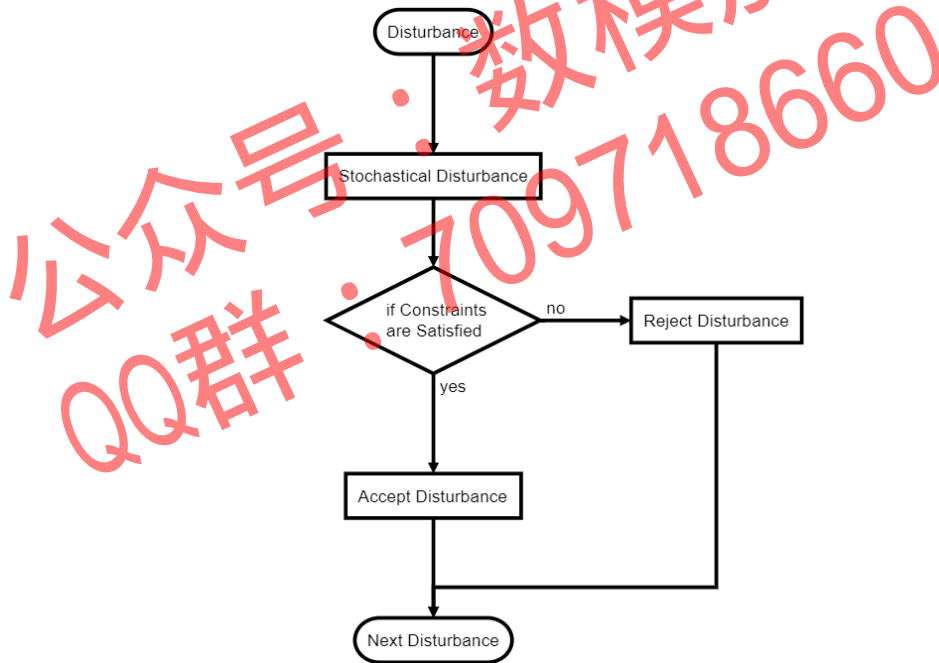 Disturbance
Stochastical Disturbance
if Constraints
are Satisfied
no
Reject Disturbance
yes
Accept Disturbance
Next Disturbance
公众号：数模
QQ群：709718660